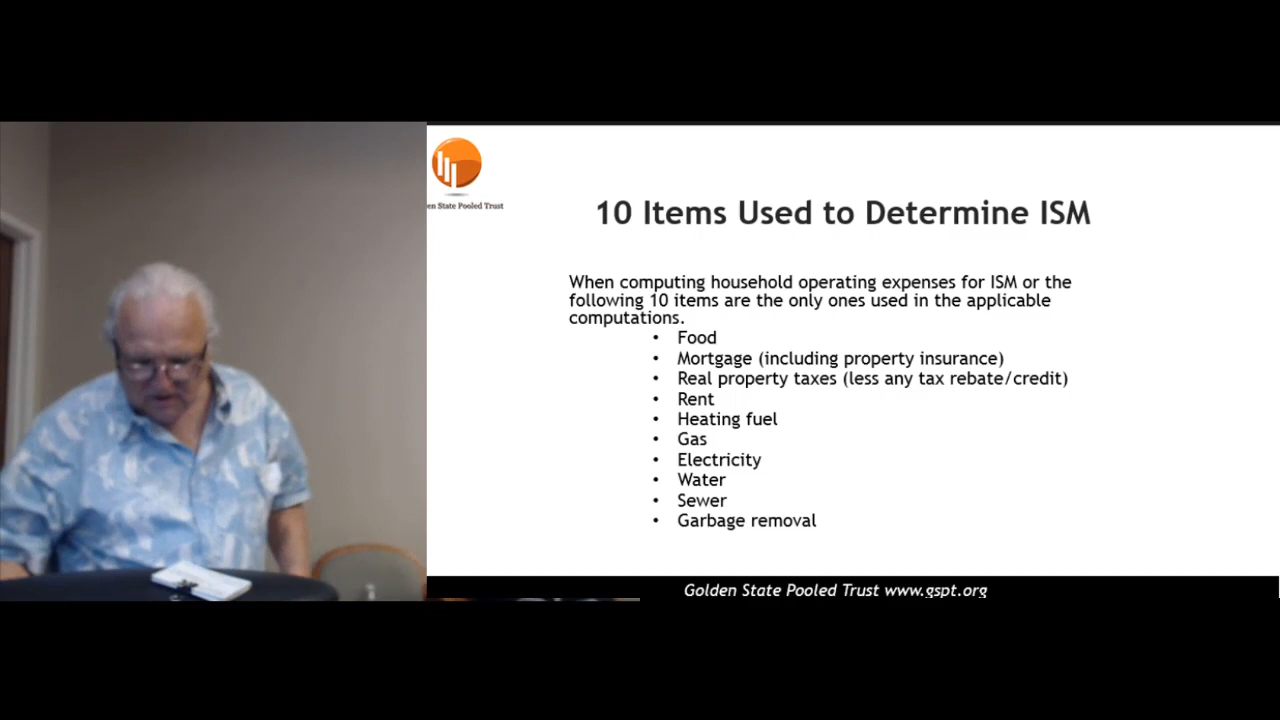 en State Pooled Trust
10 Items Used to Determine ISM
When computing household operating expenses for ISM or the
following 10 items are the only ones used in the applicable
computations.
• Food
• Mortgage (including property insurance)
• Real property taxes (less any tax rebate/credit)
• Rent
• Heating fuel
• Gas
• Electricity
• Water
• Sewer
• Garbage removal
Golden State Pooled Trust www.gspt.org